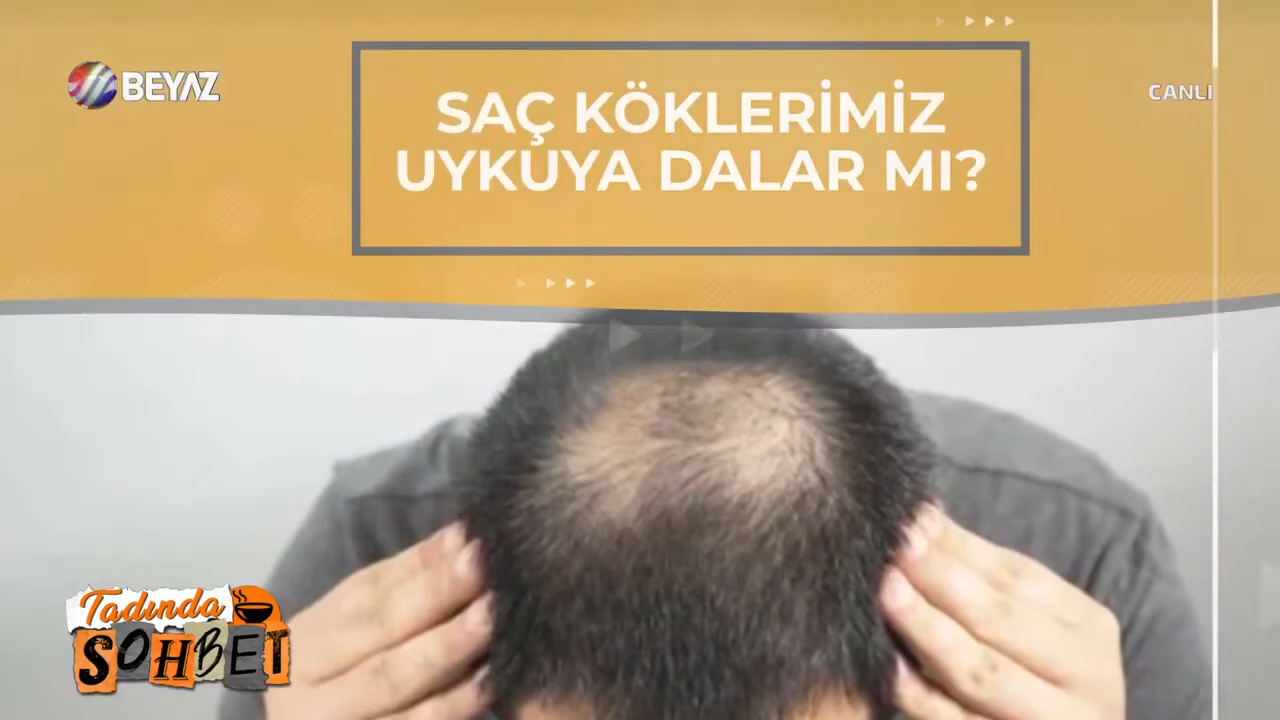 BEYAZ
SAÇ KÖKLERİMİZ
UYKUYA DALAR MI?
CANLI
Tadında
SOHBET